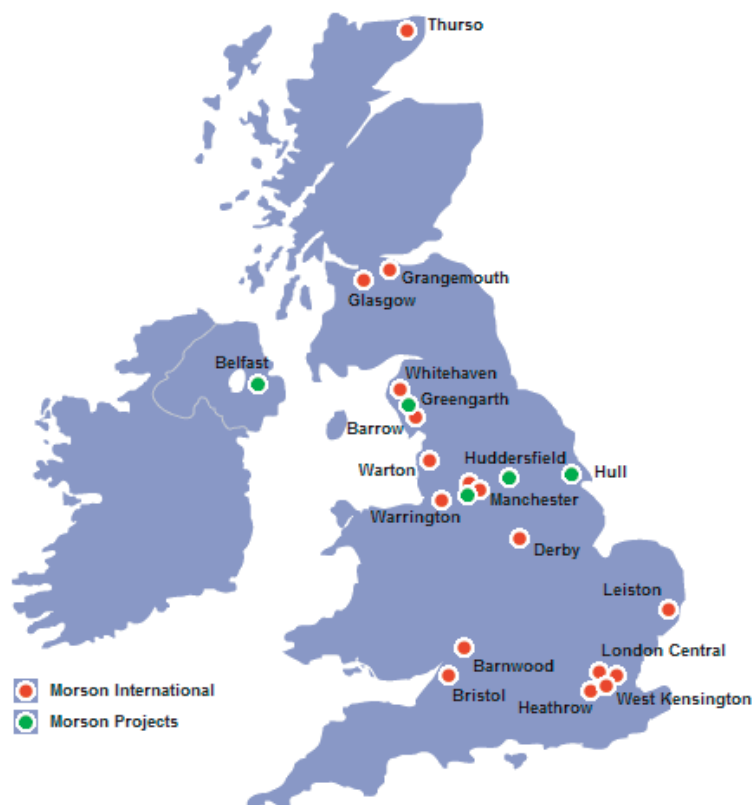 Thurso
Grangemouth
Glasgow
Belfast
Whitehaven
Greengarth
Barrow
Huddersfield
Warton
Hull
Manchester
Warrington
Derby
Leiston
London Central
Barnwood
Morson International
Bristol
West Kensington
Heathrow
Morson Projects